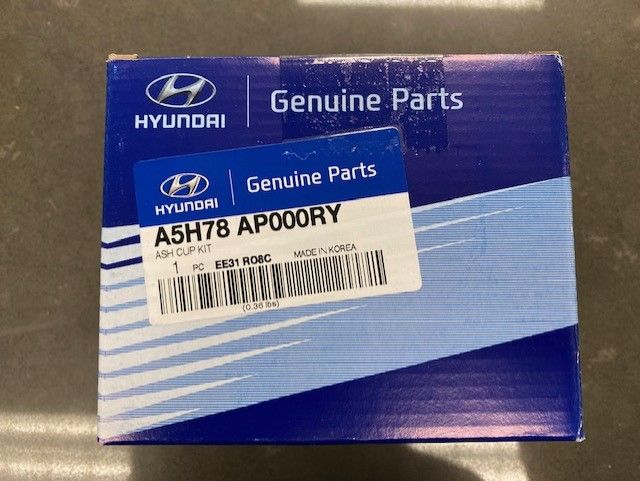 HYUNDAI Genuine Parts
HYUNDAI Genuine Parts
A5H78 AP000RY
ASH CUP KIT
1 PC EE31 RO8C MADE IN KOREA
(0.36 lbs)